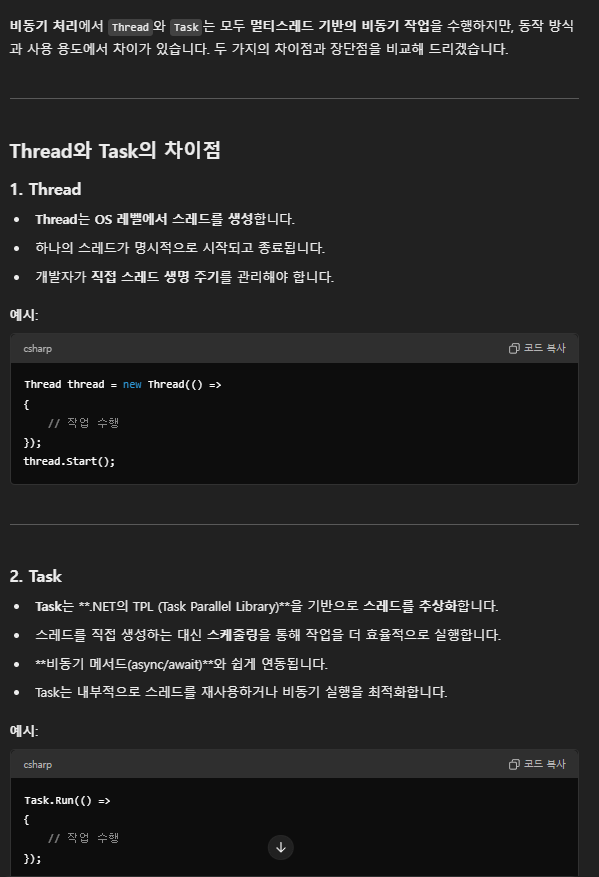 비동기 처리에서 Thread와 Task는 모두 멀티스레드 기반의 비동기 작업을 수행하지만, 동작 방식
과 사용 용도에서 차이가 있습니다. 두 가지의 차이점과 장단점을 비교해 드리겠습니다.
Thread와 Task의 차이점
1. Thread
• Thread는 OS 레벨에서 스레드를 생성합니다.
• 하나의 스레드가 명시적으로 시작되고 종료됩니다.
• 개발자가 직접 스레드 생명 주기를 관리해야 합니다.
예시:
csharp 코드 복사
Thread thread = new Thread(() =>
{
// 작업 수행
});
thread.Start();
2. Task
• Task는 **.NET의 TPL (Task Parallel Library)**을 기반으로 스레드를 추상화합니다.
• 스레드를 직접 생성하는 대신 스케줄링을 통해 작업을 더 효율적으로 실행합니다.
• **비동기 메서드(async/await)**와 쉽게 연동됩니다.
• Task는 내부적으로 스레드를 재사용하거나 비동기 실행을 최적화합니다.
예시:
csharp 코드 복사
Task.Run(() =>
{
// 작업 수행
});